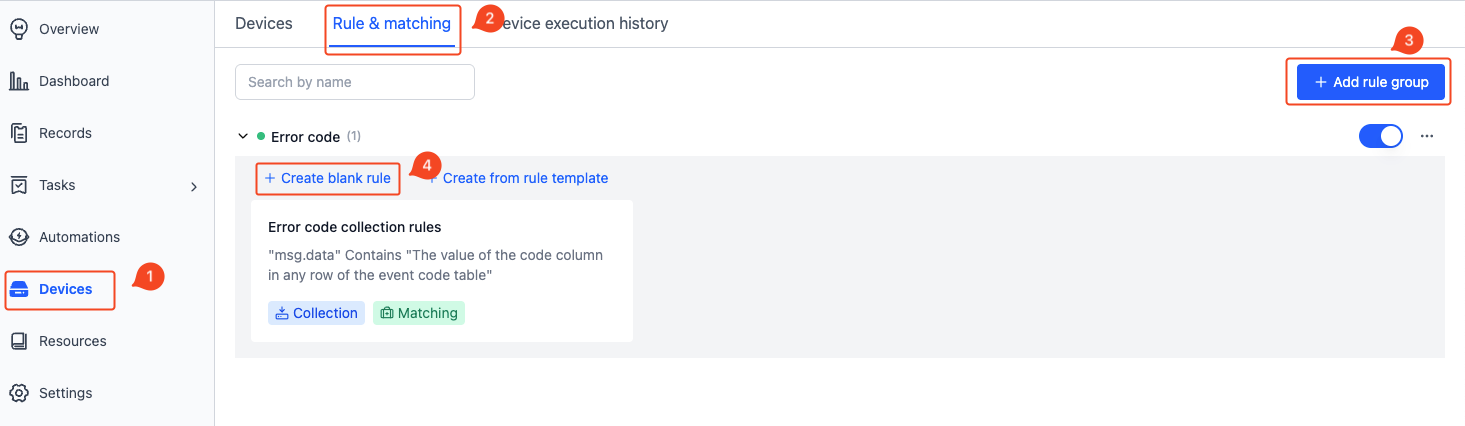 Overview
Dashboard
Records
Tasks
Automations
Devices
1
Resources
Settings
Devices
Rule & matching
2
evice execution history
3
Search by name
+ Add rule group
Error code (1)
+ Create blank rule
4
+ Create from rule template
Error code collection rules
"msg.data" Contains "The value of the code column
in any row of the event code table"
Collection
Matching